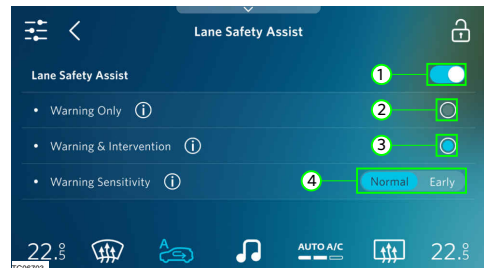 Lane Safety Assist
Lane Safety Assist 1
• Warning Only i 2
• Warning & Intervention i 3
• Warning Sensitivity i 4 Normal Early
22.5° A AUTO A/C 22.5°
TC06703